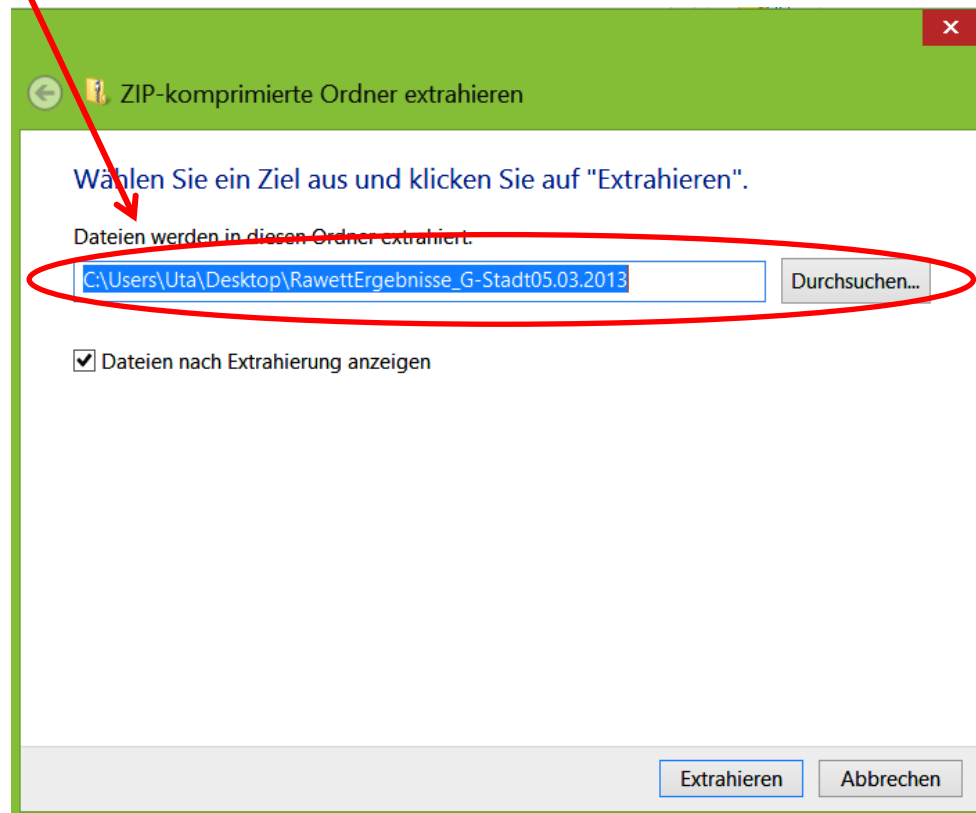 ZIP-komprimierte Ordner extrahieren
Wählen Sie ein Ziel aus und klicken Sie auf "Extrahieren".
Dateien werden in diesen Ordner extrahiert:
C:\Users\Uta\Desktop\RawettErgebnisse_G-Stadt05.03.2013
Durchsuchen...
Dateien nach Extrahierung anzeigen
Extrahieren
Abbrechen